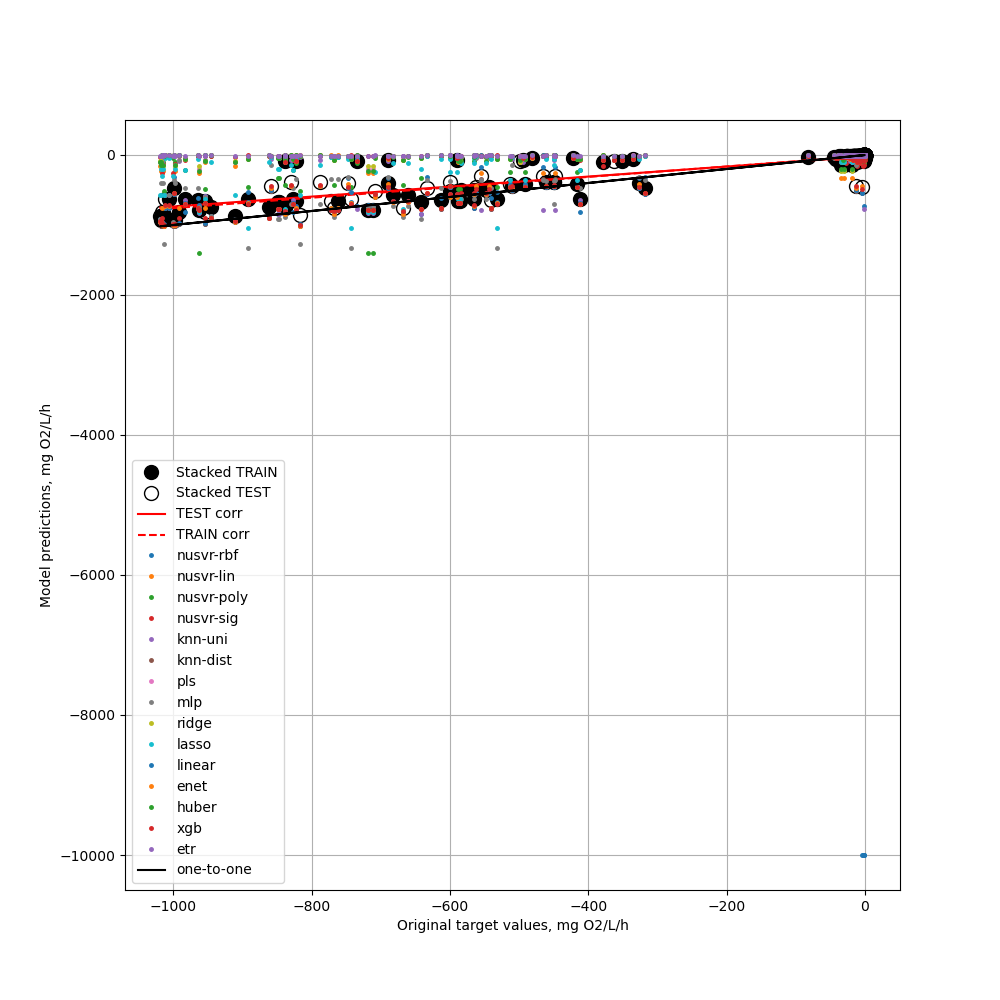 0
−2000
−4000
−6000
−8000
−10000
Model predictions, mg O2/L/h
Stacked TRAIN
Stacked TEST
TEST corr
TRAIN corr
nusvr-rbf
nusvr-lin
nusvr-poly
nusvr-sig
knn-uni
knn-dist
pls
mlp
ridge
lasso
linear
enet
huber
xgb
etr
one-to-one
−1000 −800 −600 −400 −200 0
Original target values, mg O2/L/h